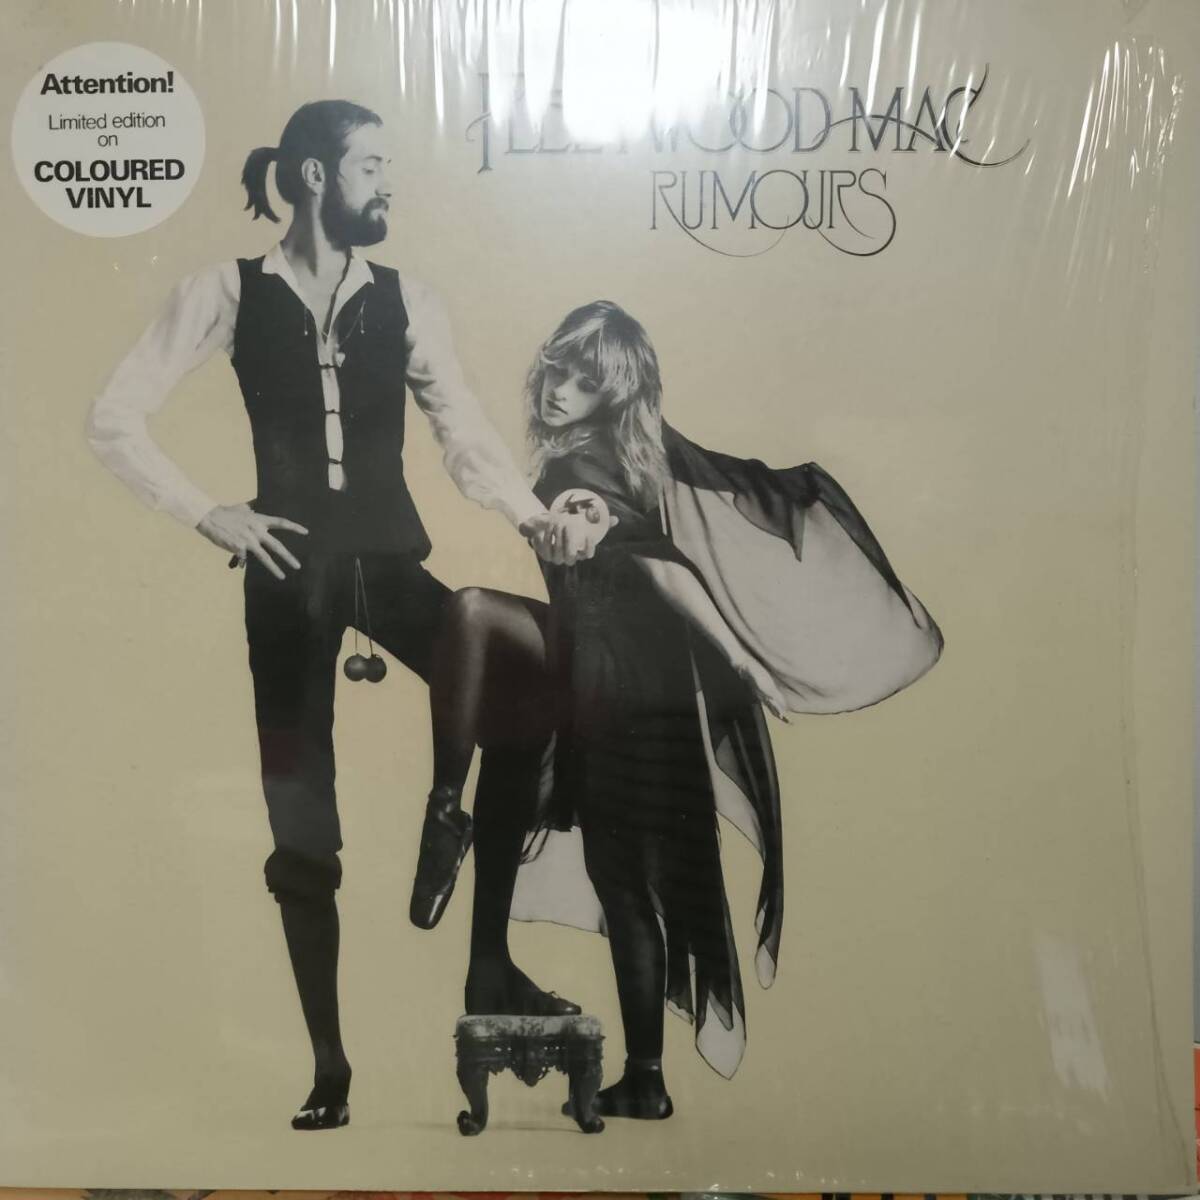 Attention!
Limited edition
on
COLOURED
VINYL
FLEETWOOD MAC
RUMOURS